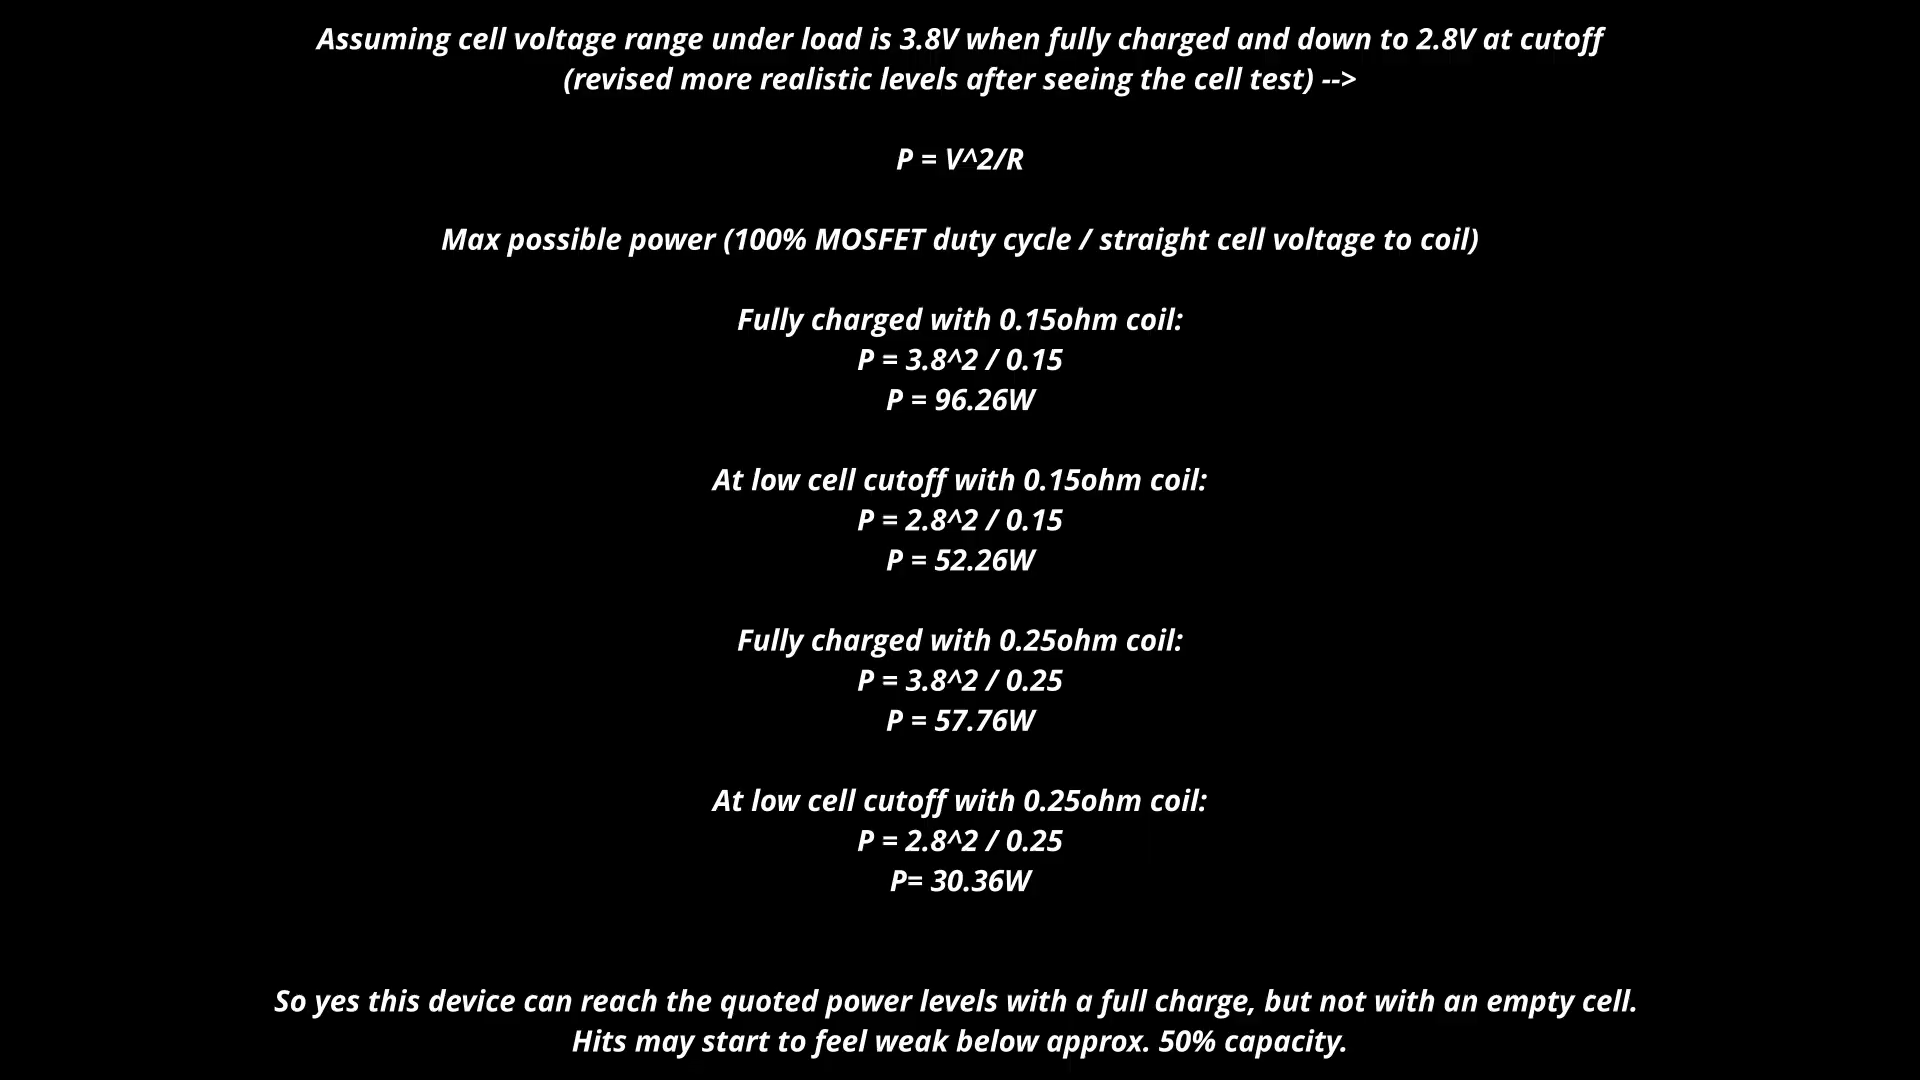 Assuming cell voltage range under load is 3.8V when fully charged and down to 2.8V at cutoff
(revised more realistic levels after seeing the cell test) -->
P = V^2/R
Max possible power (100% MOSFET duty cycle / straight cell voltage to coil)
Fully charged with 0.15ohm coil:
P = 3.8^2 / 0.15
P = 96.26W
At low cell cutoff with 0.15ohm coil:
P = 2.8^2 / 0.15
P = 52.26W
Fully charged with 0.25ohm coil:
P = 3.8^2 / 0.25
P = 57.76W
At low cell cutoff with 0.25ohm coil:
P = 2.8^2 / 0.25
P= 30.36W
So yes this device can reach the quoted power levels with a full charge, but not with an empty cell.
Hits may start to feel weak below approx. 50% capacity.